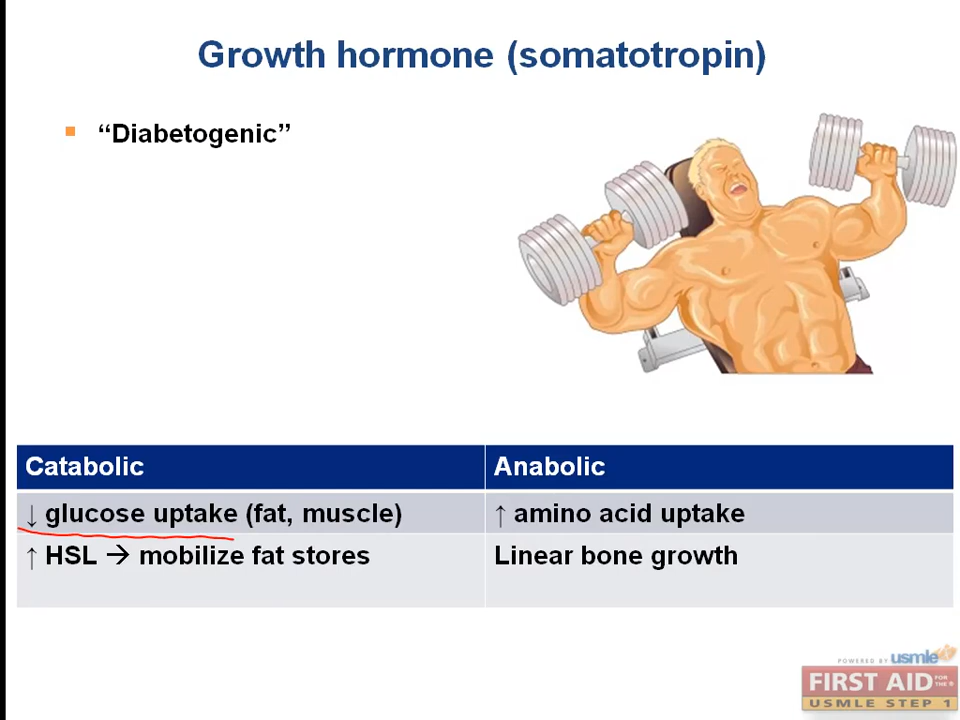 Growth hormone (somatotropin)
▪ “Diabetogenic”
Catabolic
Anabolic
↓ glucose uptake (fat, muscle)
↑ amino acid uptake
↑ HSL → mobilize fat stores
Linear bone growth
POWERED BY usmleRx
FIRST AID FOR THE®
USMLE STEP 1